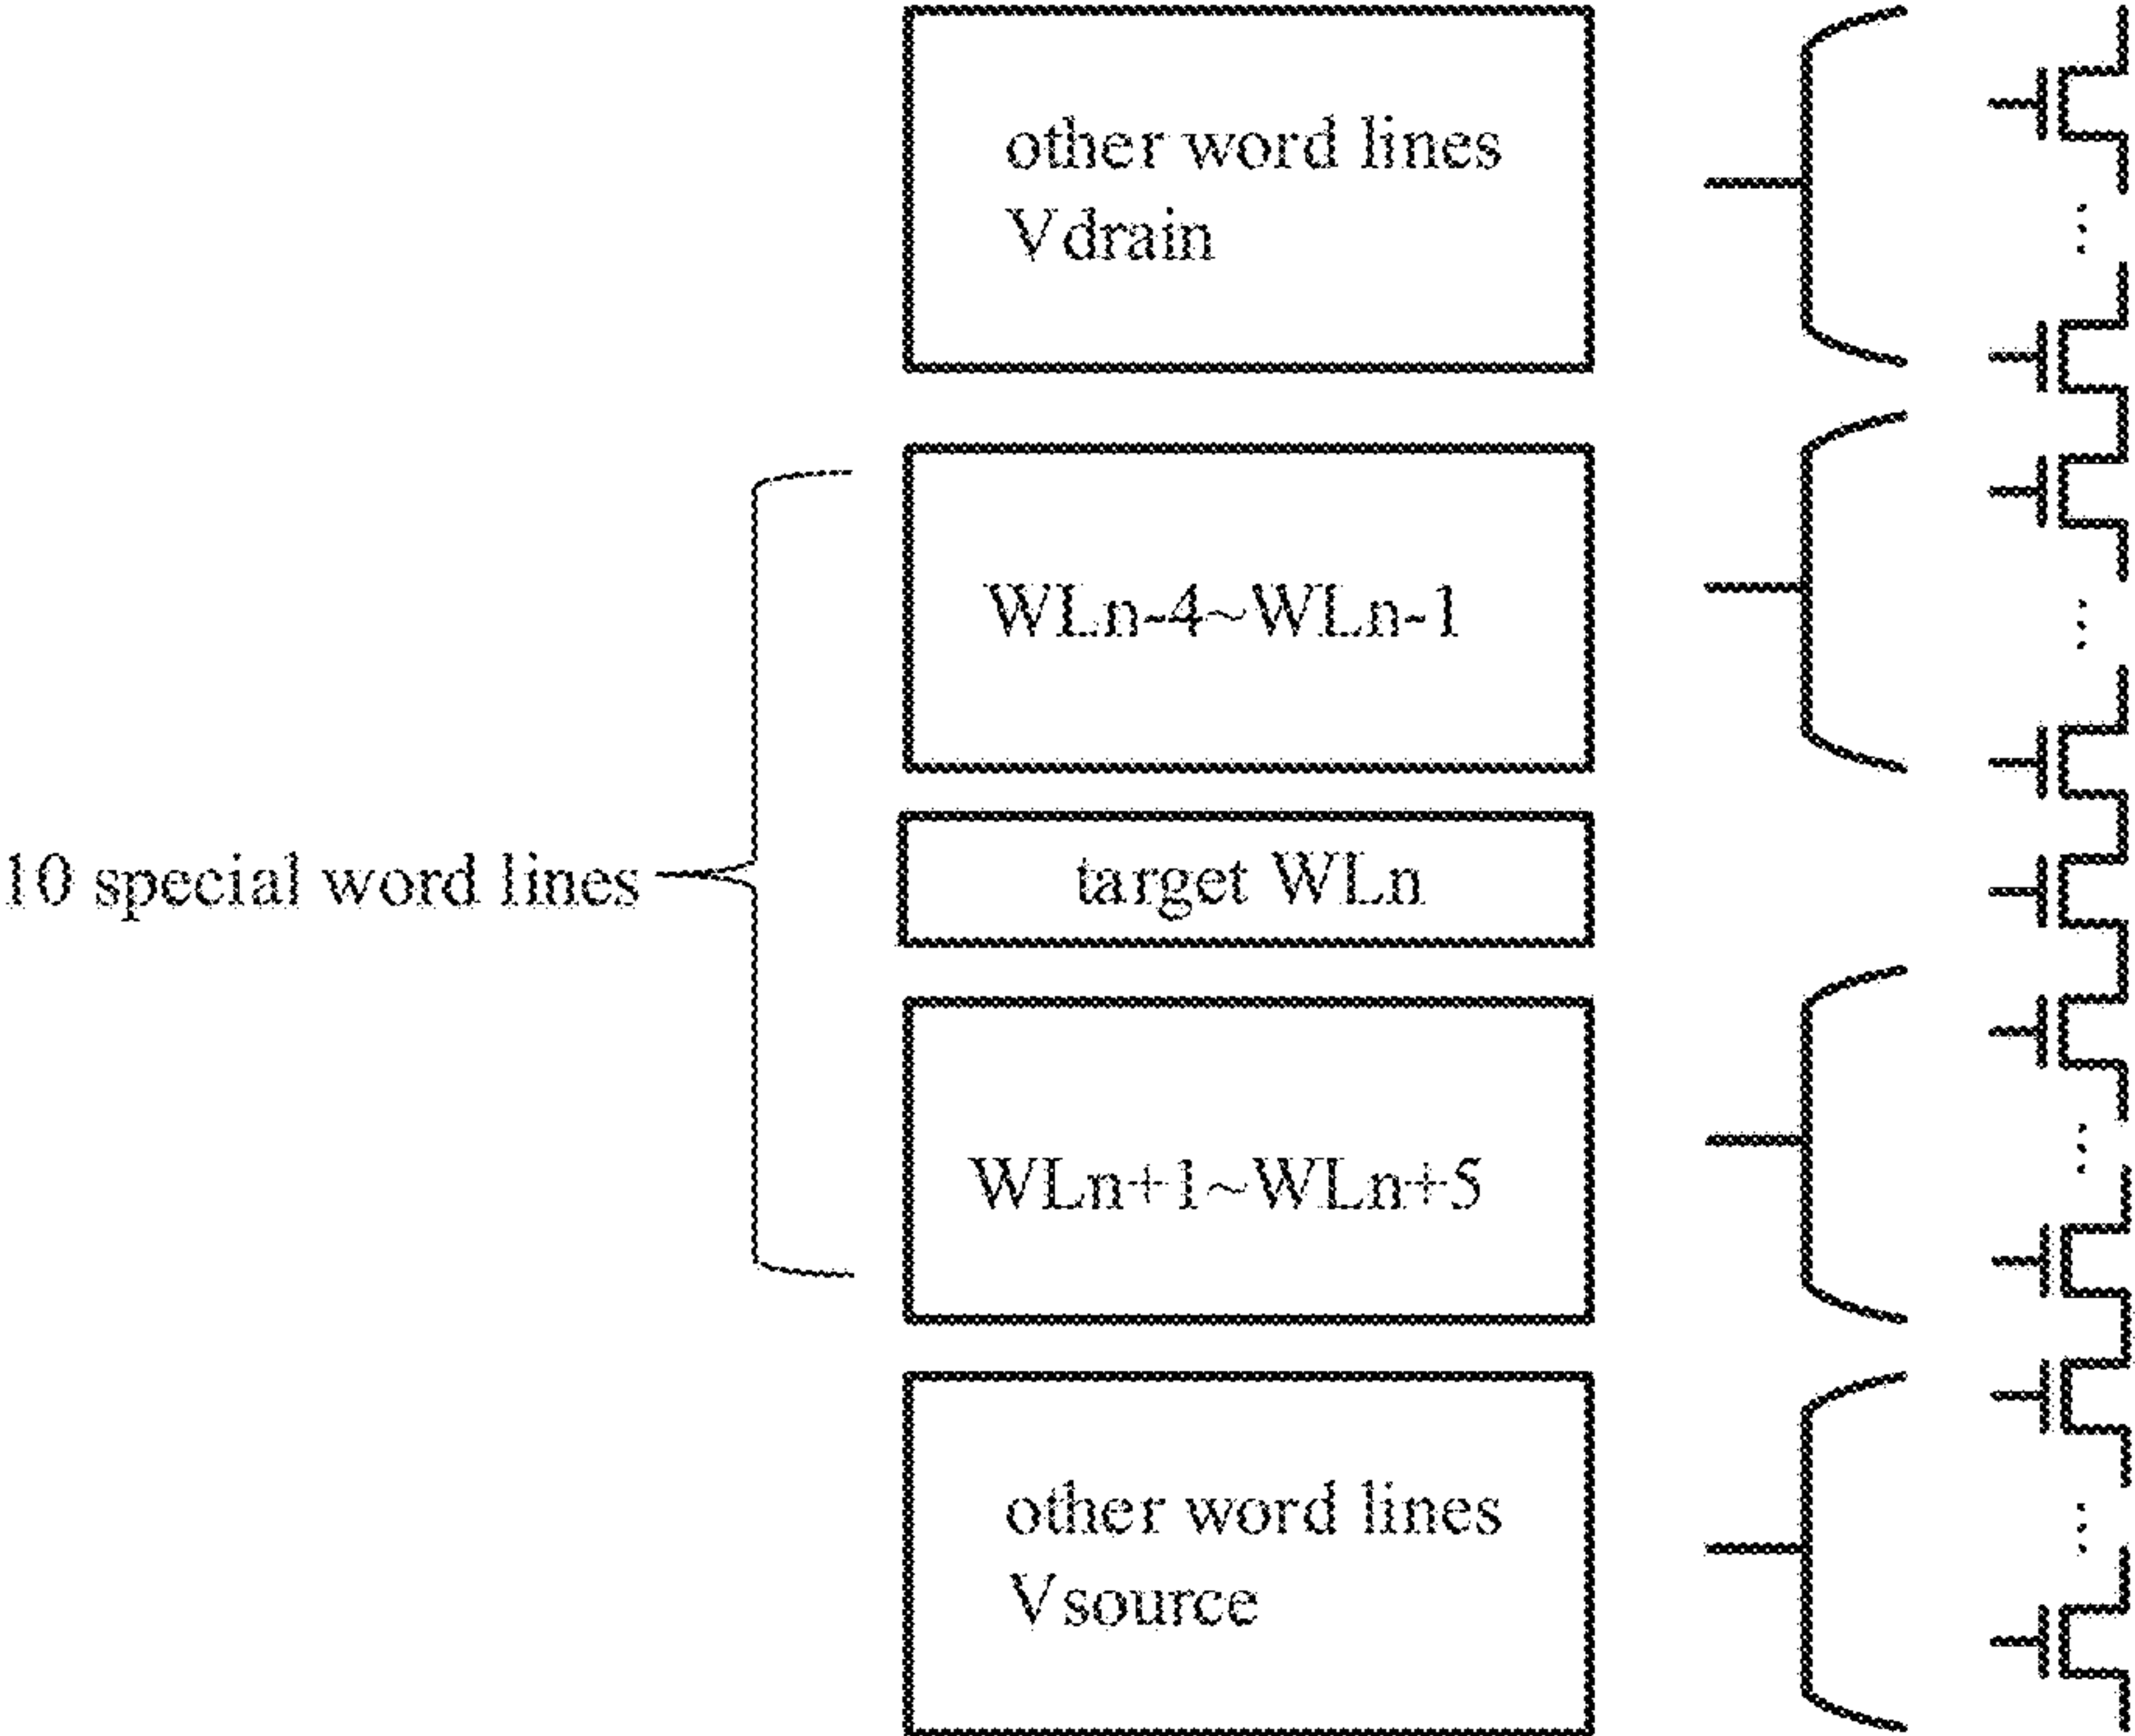 other word lines
Vdrain
WLn-4~WLn-1
10 special word lines
target WLn
WLn+1~WLn+5
other word lines
Vsource